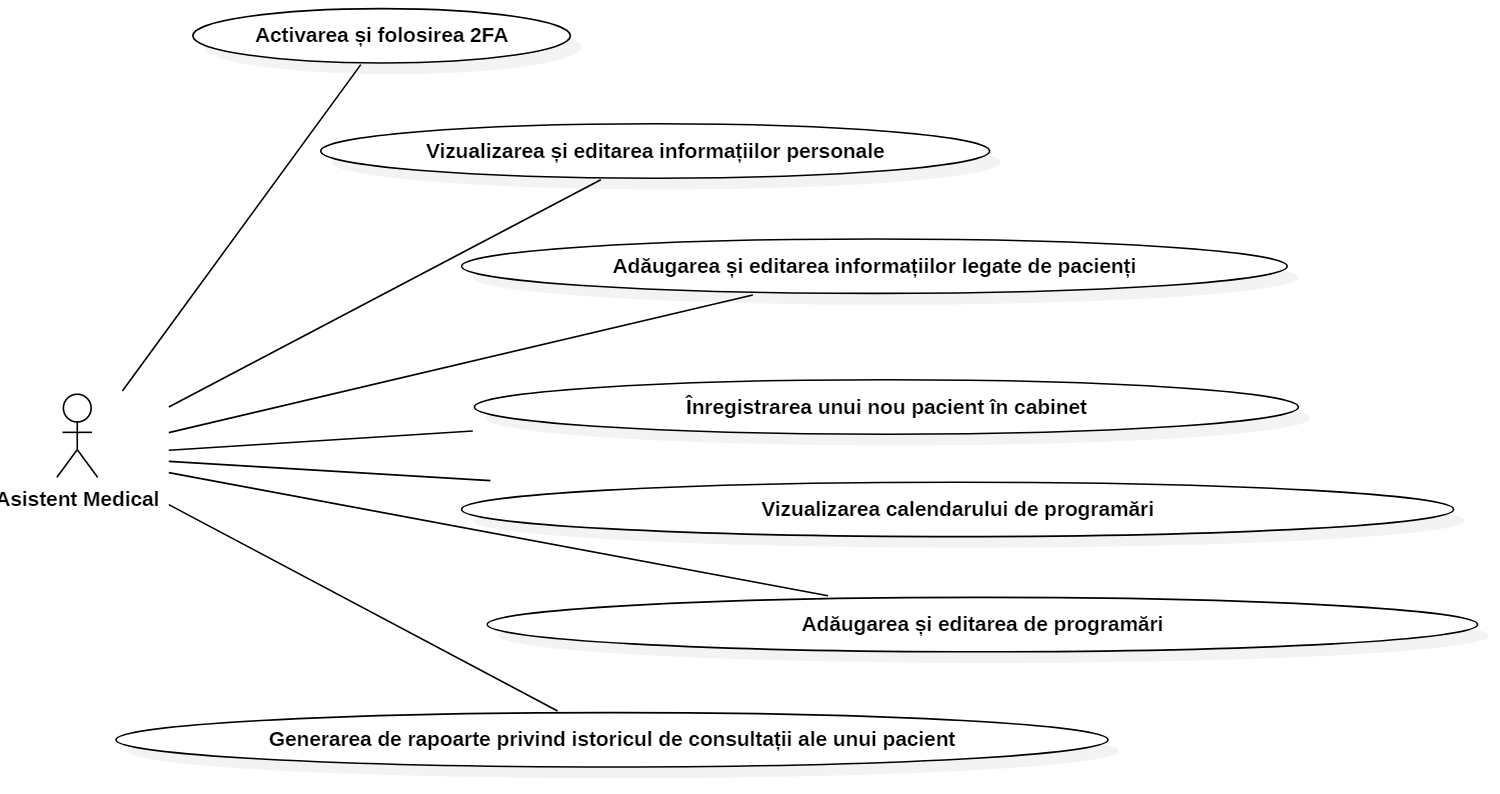 Activarea și folosirea 2FA
Vizualizarea și editarea informațiilor personale
Adăugarea și editarea informațiilor legate de pacienți
Înregistrarea unui nou pacient în cabinet
Asistent Medical
Vizualizarea calendarului de programări
Adăugarea și editarea de programări
Generarea de rapoarte privind istoricul de consultații ale unui pacient